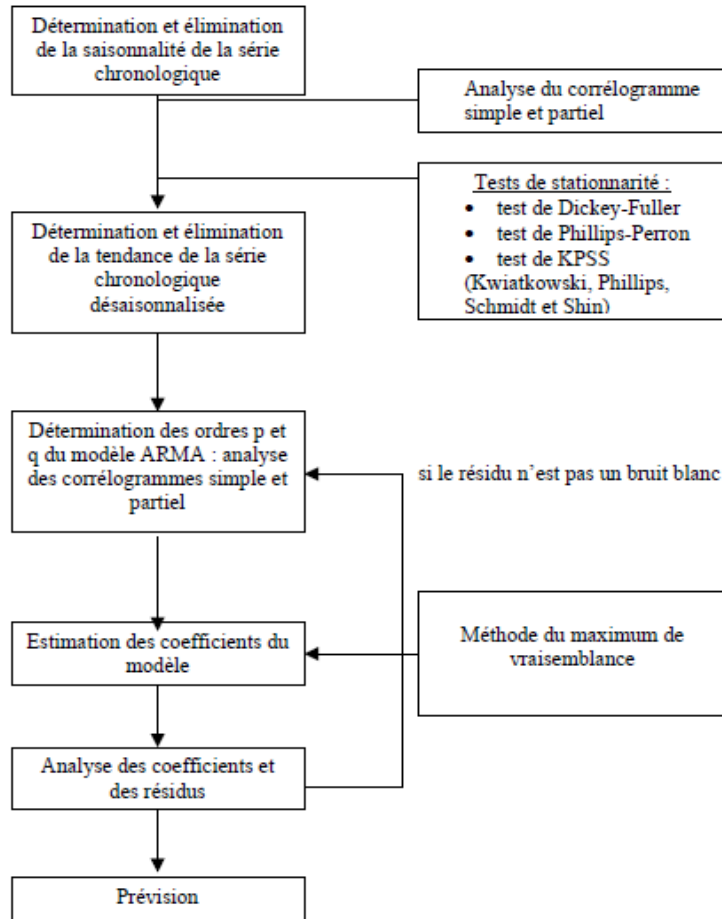 Détermination et élimination
de la saisonnalité de la série
chronologique
Analyse du corrélogramme
simple et partiel
Tests de stationnarité :
• test de Dickey-Fuller
• test de Phillips-Perron
• test de KPSS
(Kwiatkowski, Phillips,
Schmidt et Shin)
Détermination et élimination
de la tendance de la série
chronologique
désaisonnalisée
Détermination des ordres p et
q du modèle ARMA : analyse
des corrélogrammes simple et
partiel
si le résidu n'est pas un bruit blanc
Estimation des coefficients du
modèle
Méthode du maximum de
vraisemblance
Analyse des coefficients et
des résidus
Prévision